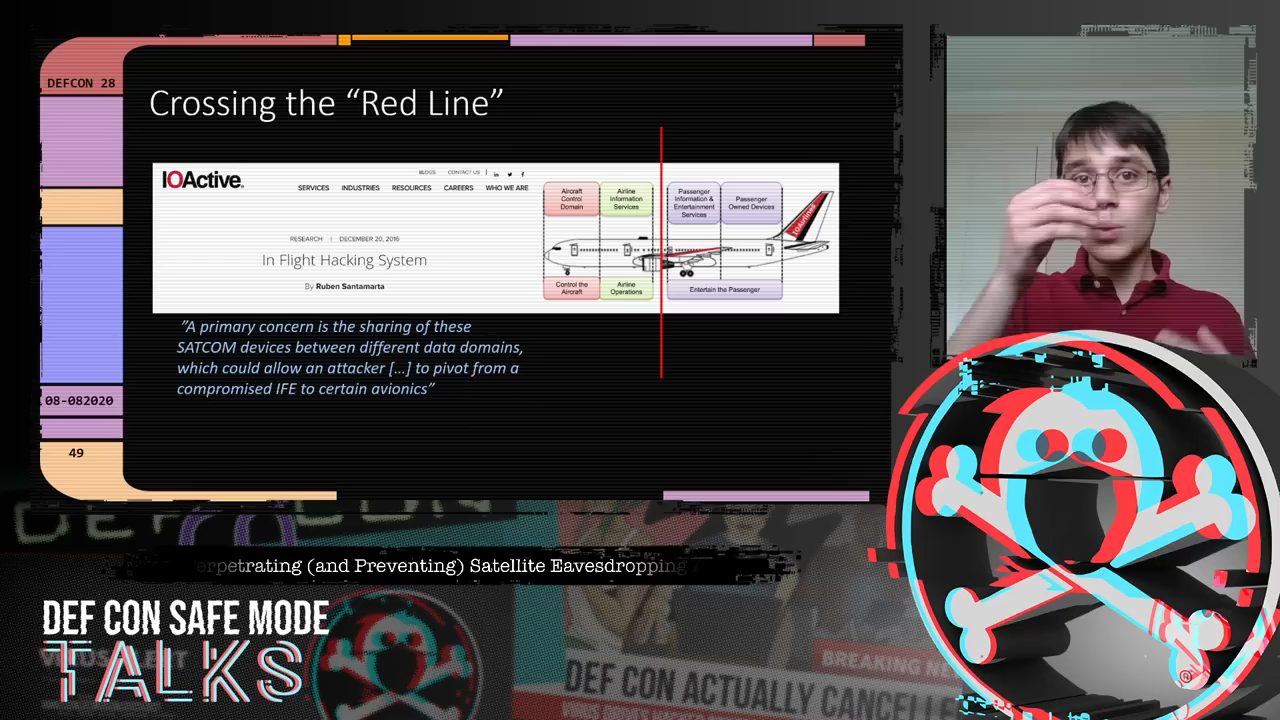 DEFCON 28
Crossing the “Red Line”
IOActive
BLOGS CONTACT US
SERVICES INDUSTRIES RESOURCES CAREERS WHO WE ARE
RESEARCH | DECEMBER 20, 2016
In Flight Hacking System
By Ruben Santamarta
Aircraft
Control
Domain
Airline
Information
Services
Passenger
Information &
Entertainment
Services
Passenger
Owned Devices
IOAirlines
Control the
Aircraft
Airline
Operations
Entertain the Passenger
"A primary concern is the sharing of these
SATCOM devices between different data domains,
which could allow an attacker [...] to pivot from a
compromised IFE to certain avionics”
08-082020
49
DEF CON
erpetrating (and Preventing) Satellite Eavesdropping
DEF CON SAFE MODE
TALKS
BREAKING NE
DEF CON ACTUALLY CANCELLE
®